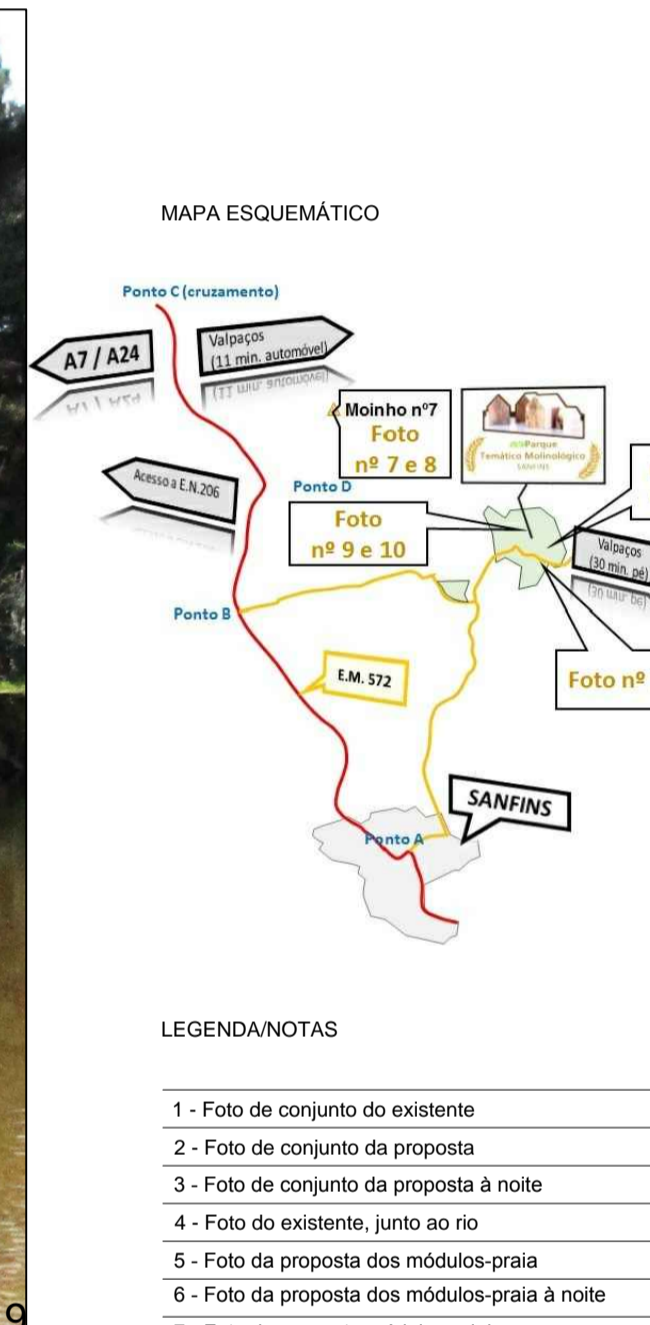 MAPA ESQUEMÁTICO
Ponto C (cruzamento)
A7 / A24
Valpaços
(11 min. automóvel)
Moinho nº7
Foto
nº 7 e 8
Parque
Temático Molinológico
SANFINS
Acesso a E.N.206
Ponto D
Foto
nº 9 e 10
Valpaços
(30 min. pé)
Ponto B
E.M. 572
Foto nº
SANFINS
Ponto A
LEGENDA/NOTAS
1 - Foto de conjunto do existente
2 - Foto de conjunto da proposta
3 - Foto de conjunto da proposta à noite
4 - Foto do existente, junto ao rio
5 - Foto da proposta dos módulos-praia
6 - Foto da proposta dos módulos-praia à noite
9